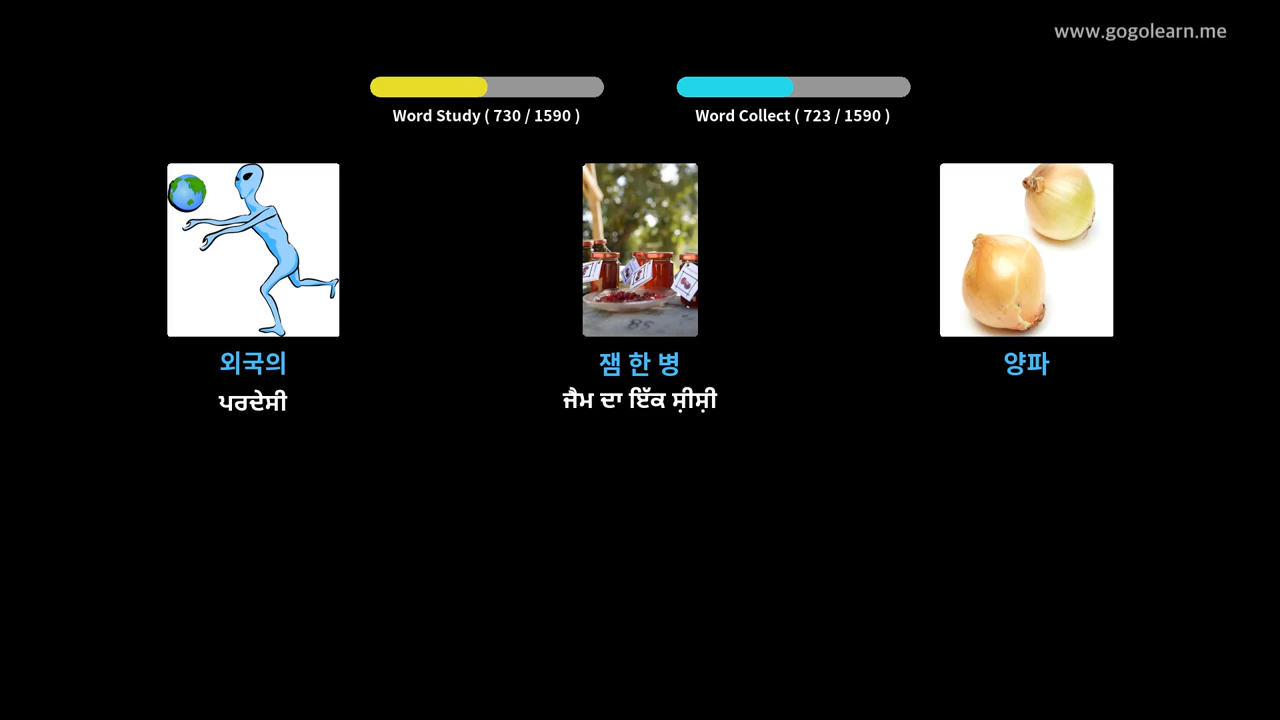 www.gogolearn.me
Word Study ( 730 / 1590 )
Word Collect ( 723 / 1590 )
외국의
잼 한 병
양파
ਪਰਦੇਸੀ
ਜੈਮ ਦਾ ਇੱਕ ਸ਼ੀਸ਼ੀ